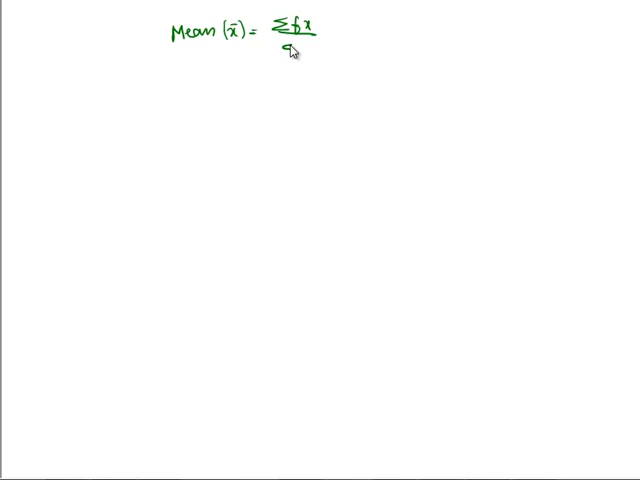 Mean (x̄) = Σfx